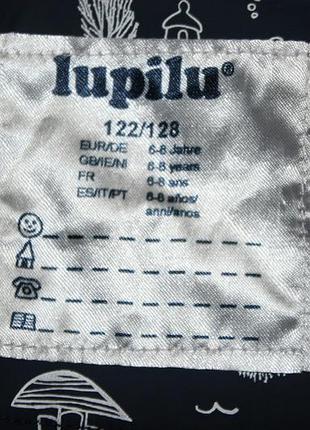 lupilu®
122/128
EUR/DE 6-8 Jahre
GB/IE/NI 6-8 years
FR 6-8 ans
ES/IT/PT 6-8 años/
anni/anos